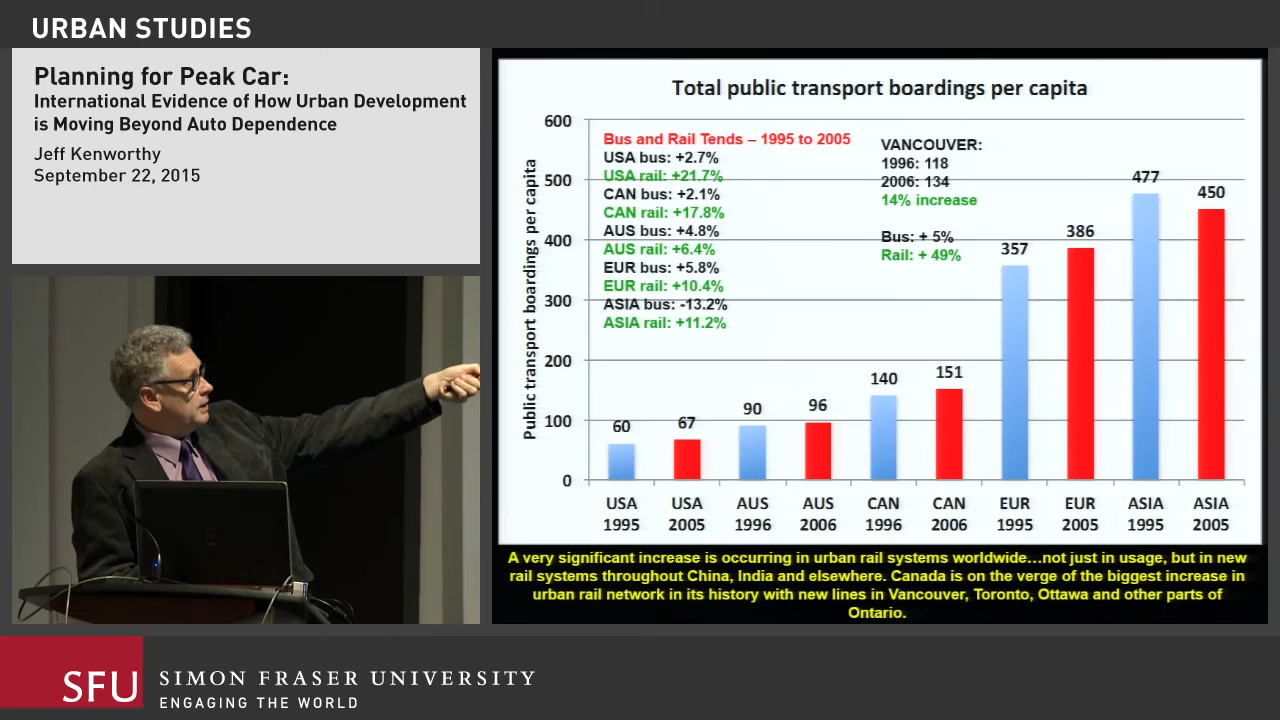 URBAN STUDIES
Planning for Peak Car:
International Evidence of How Urban Development
is Moving Beyond Auto Dependence
Jeff Kenworthy
September 22, 2015
Total public transport boardings per capita
Public transport boardings per capita
600
500
400
300
200
100
0
Bus and Rail Tends – 1995 to 2005
USA bus: +2.7%
USA rail: +21.7%
CAN bus: +2.1%
CAN rail: +17.8%
AUS bus: +4.8%
AUS rail: +6.4%
EUR bus: +5.8%
EUR rail: +10.4%
ASIA bus: -13.2%
ASIA rail: +11.2%
VANCOUVER:
1996: 118
2006: 134
14% increase
Bus: + 5%
Rail: + 49%
60
67
90
96
140
151
357
386
477
450
USA 1995
USA 2005
AUS 1996
AUS 2006
CAN 1996
CAN 2006
EUR 1995
EUR 2005
ASIA 1995
ASIA 2005
A very significant increase is occurring in urban rail systems worldwide…not just in usage, but in new
rail systems throughout China, India and elsewhere. Canada is on the verge of the biggest increase in
urban rail network in its history with new lines in Vancouver, Toronto, Ottawa and other parts of
Ontario.
SFU
SIMON FRASER UNIVERSITY
ENGAGING THE WORLD